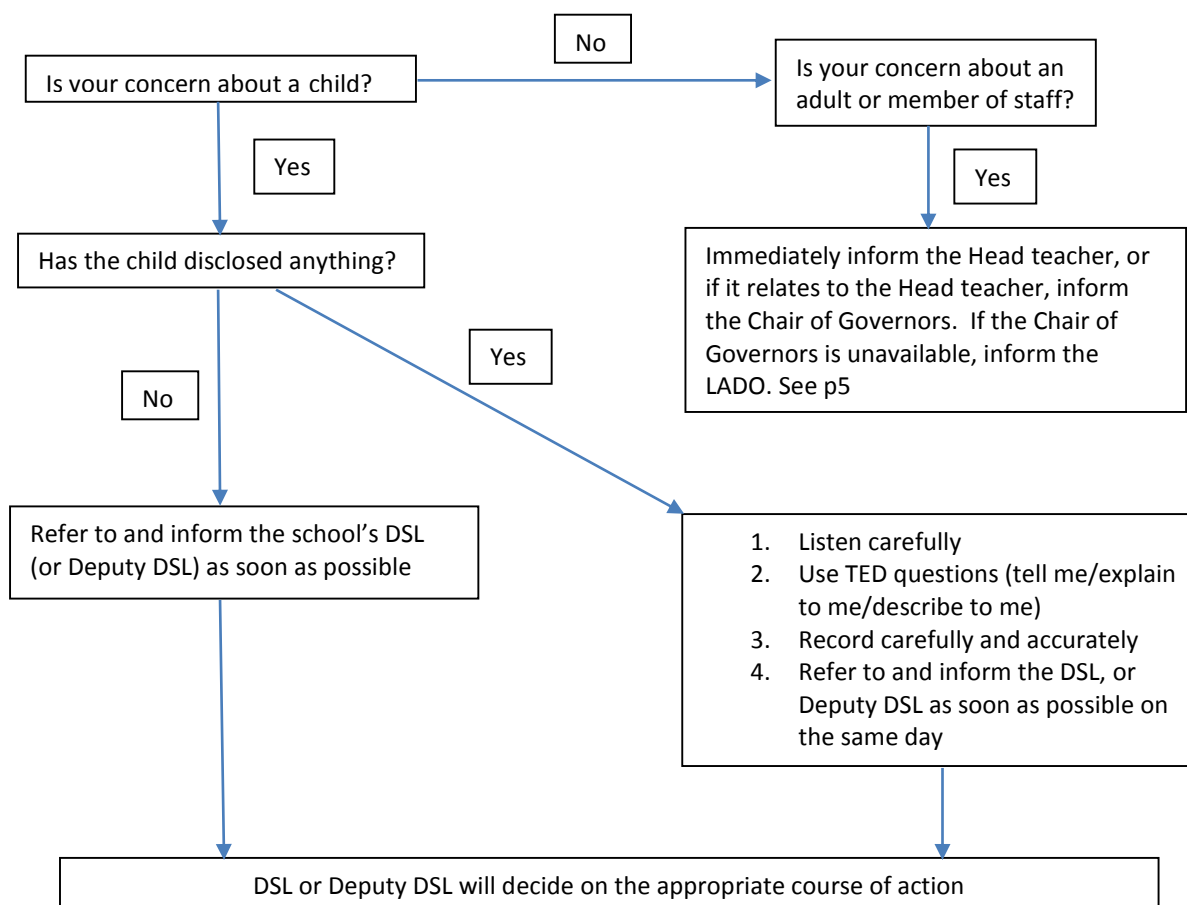 No
Is your concern about a child?
Is your concern about an
adult or member of staff?
Yes
Yes
Has the child disclosed anything?
Immediately inform the Head teacher, or
if it relates to the Head teacher, inform
the Chair of Governors.  If the Chair of
Governors is unavailable, inform the
LADO. See p5
Yes
No
Refer to and inform the school’s DSL
(or Deputy DSL) as soon as possible
1. Listen carefully
2. Use TED questions (tell me/explain
to me/describe to me)
3. Record carefully and accurately
4. Refer to and inform the DSL, or
Deputy DSL as soon as possible on
the same day
DSL or Deputy DSL will decide on the appropriate course of action